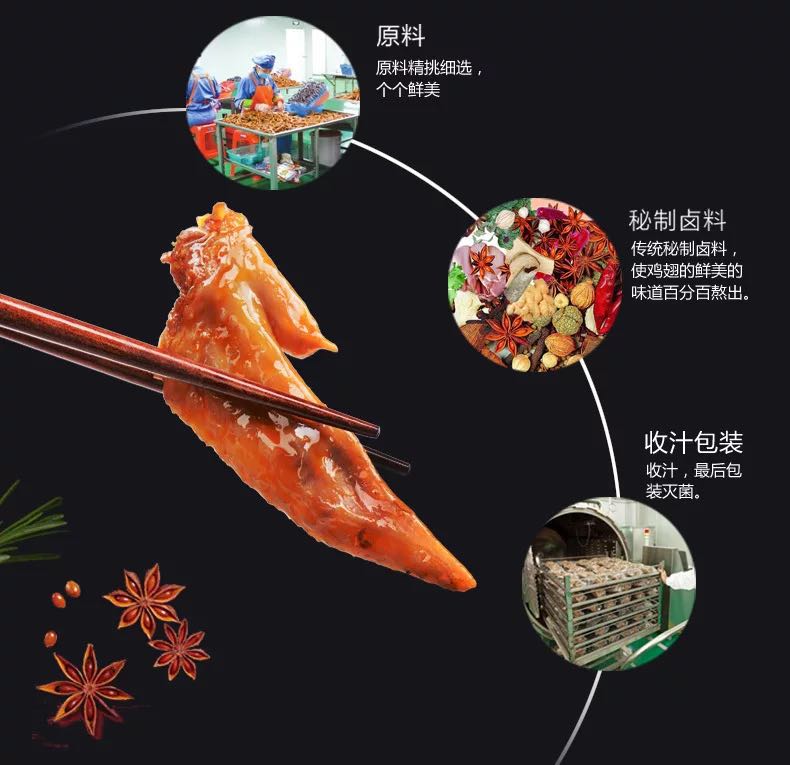 原料
原料精挑细选，
个个鲜美
秘制卤料
传统秘制卤料，
使鸡翅的鲜美的
味道百分百熬出。
收汁包装
收汁，最后包
装灭菌。